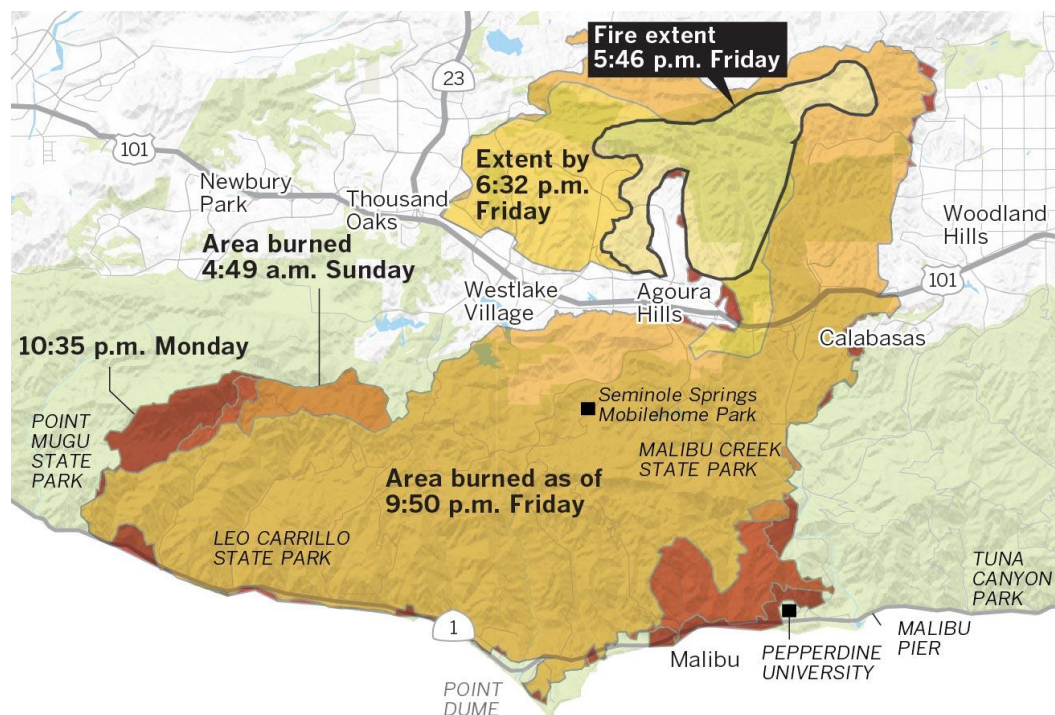 Fire extent
5:46 p.m. Friday
23
101
Extent by
6:32 p.m.
Friday
Newbury
Park
Thousand
Oaks
Woodland
Hills
Area burned
4:49 a.m. Sunday
101
Westlake
Village
Agoura
Hills
Calabasas
10:35 p.m. Monday
Seminole Springs
Mobilehome Park
POINT
MUGU
STATE
PARK
MALIBU CREEK
STATE PARK
Area burned as of
9:50 p.m. Friday
LEO CARRILLO
STATE PARK
TUNA
CANYON
PARK
1
MALIBU
PIER
Malibu
PEPPERDINE
UNIVERSITY
POINT
DUME